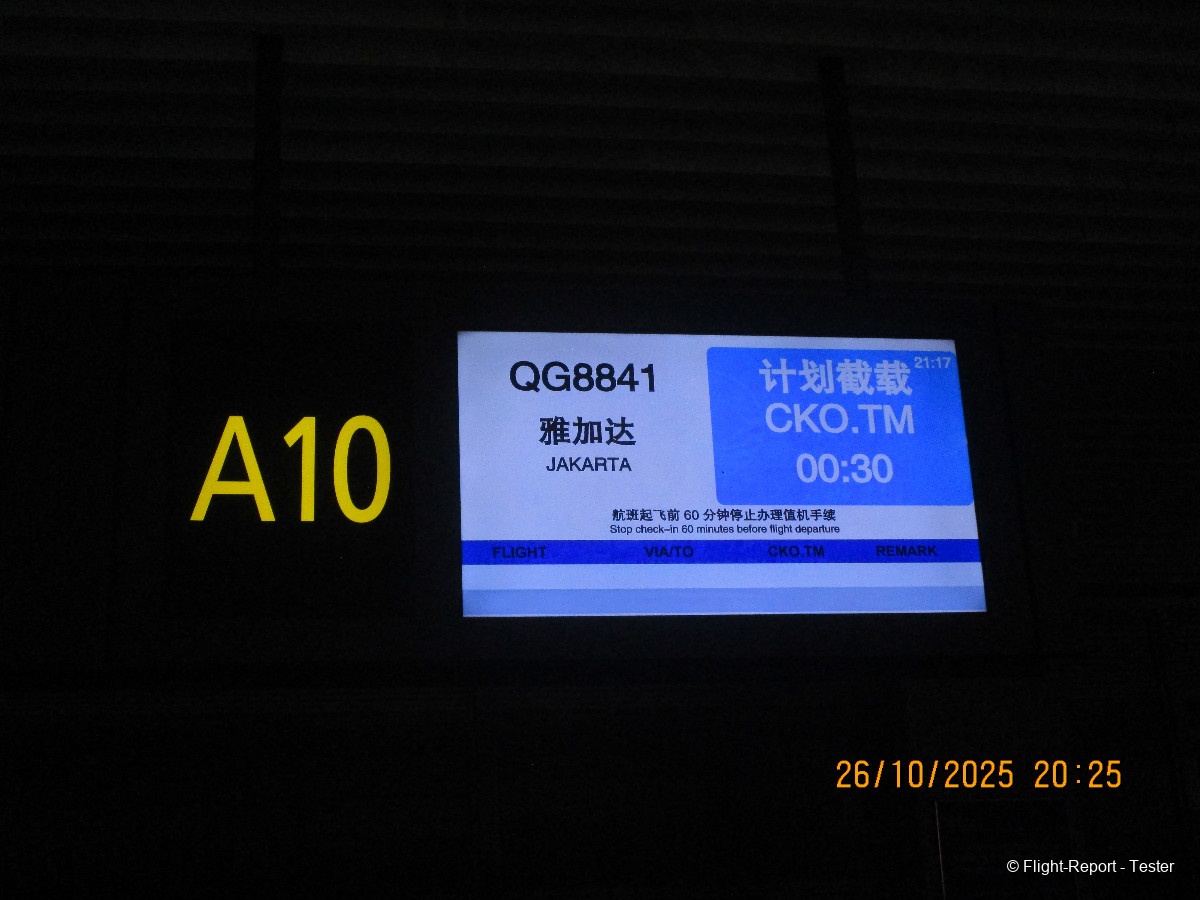 A10
QG8841
雅加达
JAKARTA
21:17
计划截载
CKO.TM
00:30
航班起飞前 60 分钟停止办理值机手续
Stop check-in 60 minutes before flight departure
FLIGHT VIA/TO CKO.TM REMARK
26/10/2025 20:25
© Flight-Report - Tester